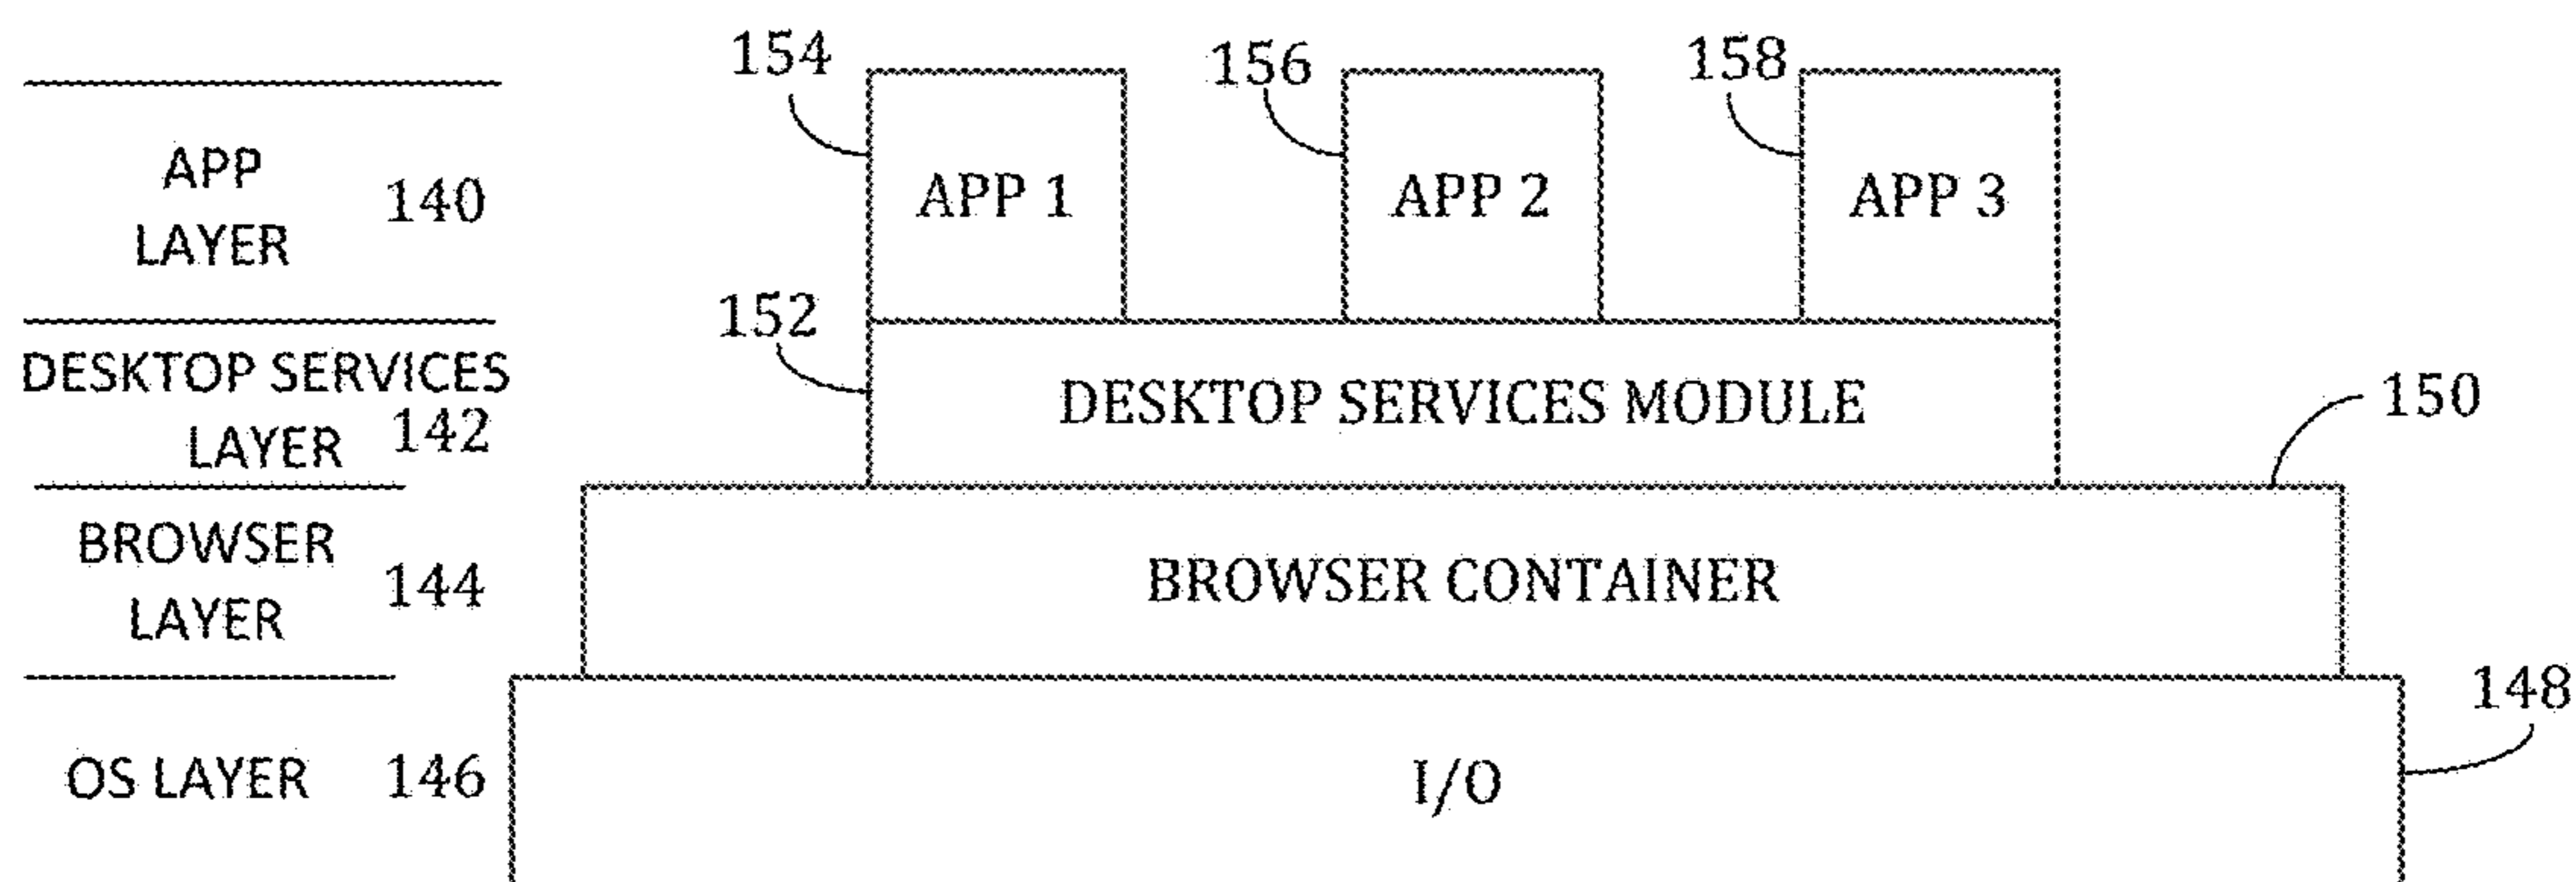 154
156
158
APP
LAYER
140
APP 1
APP 2
APP 3
152
DESKTOP SERVICES
LAYER
142
DESKTOP SERVICES MODULE
150
BROWSER
LAYER
144
BROWSER CONTAINER
148
OS LAYER
146
I/O